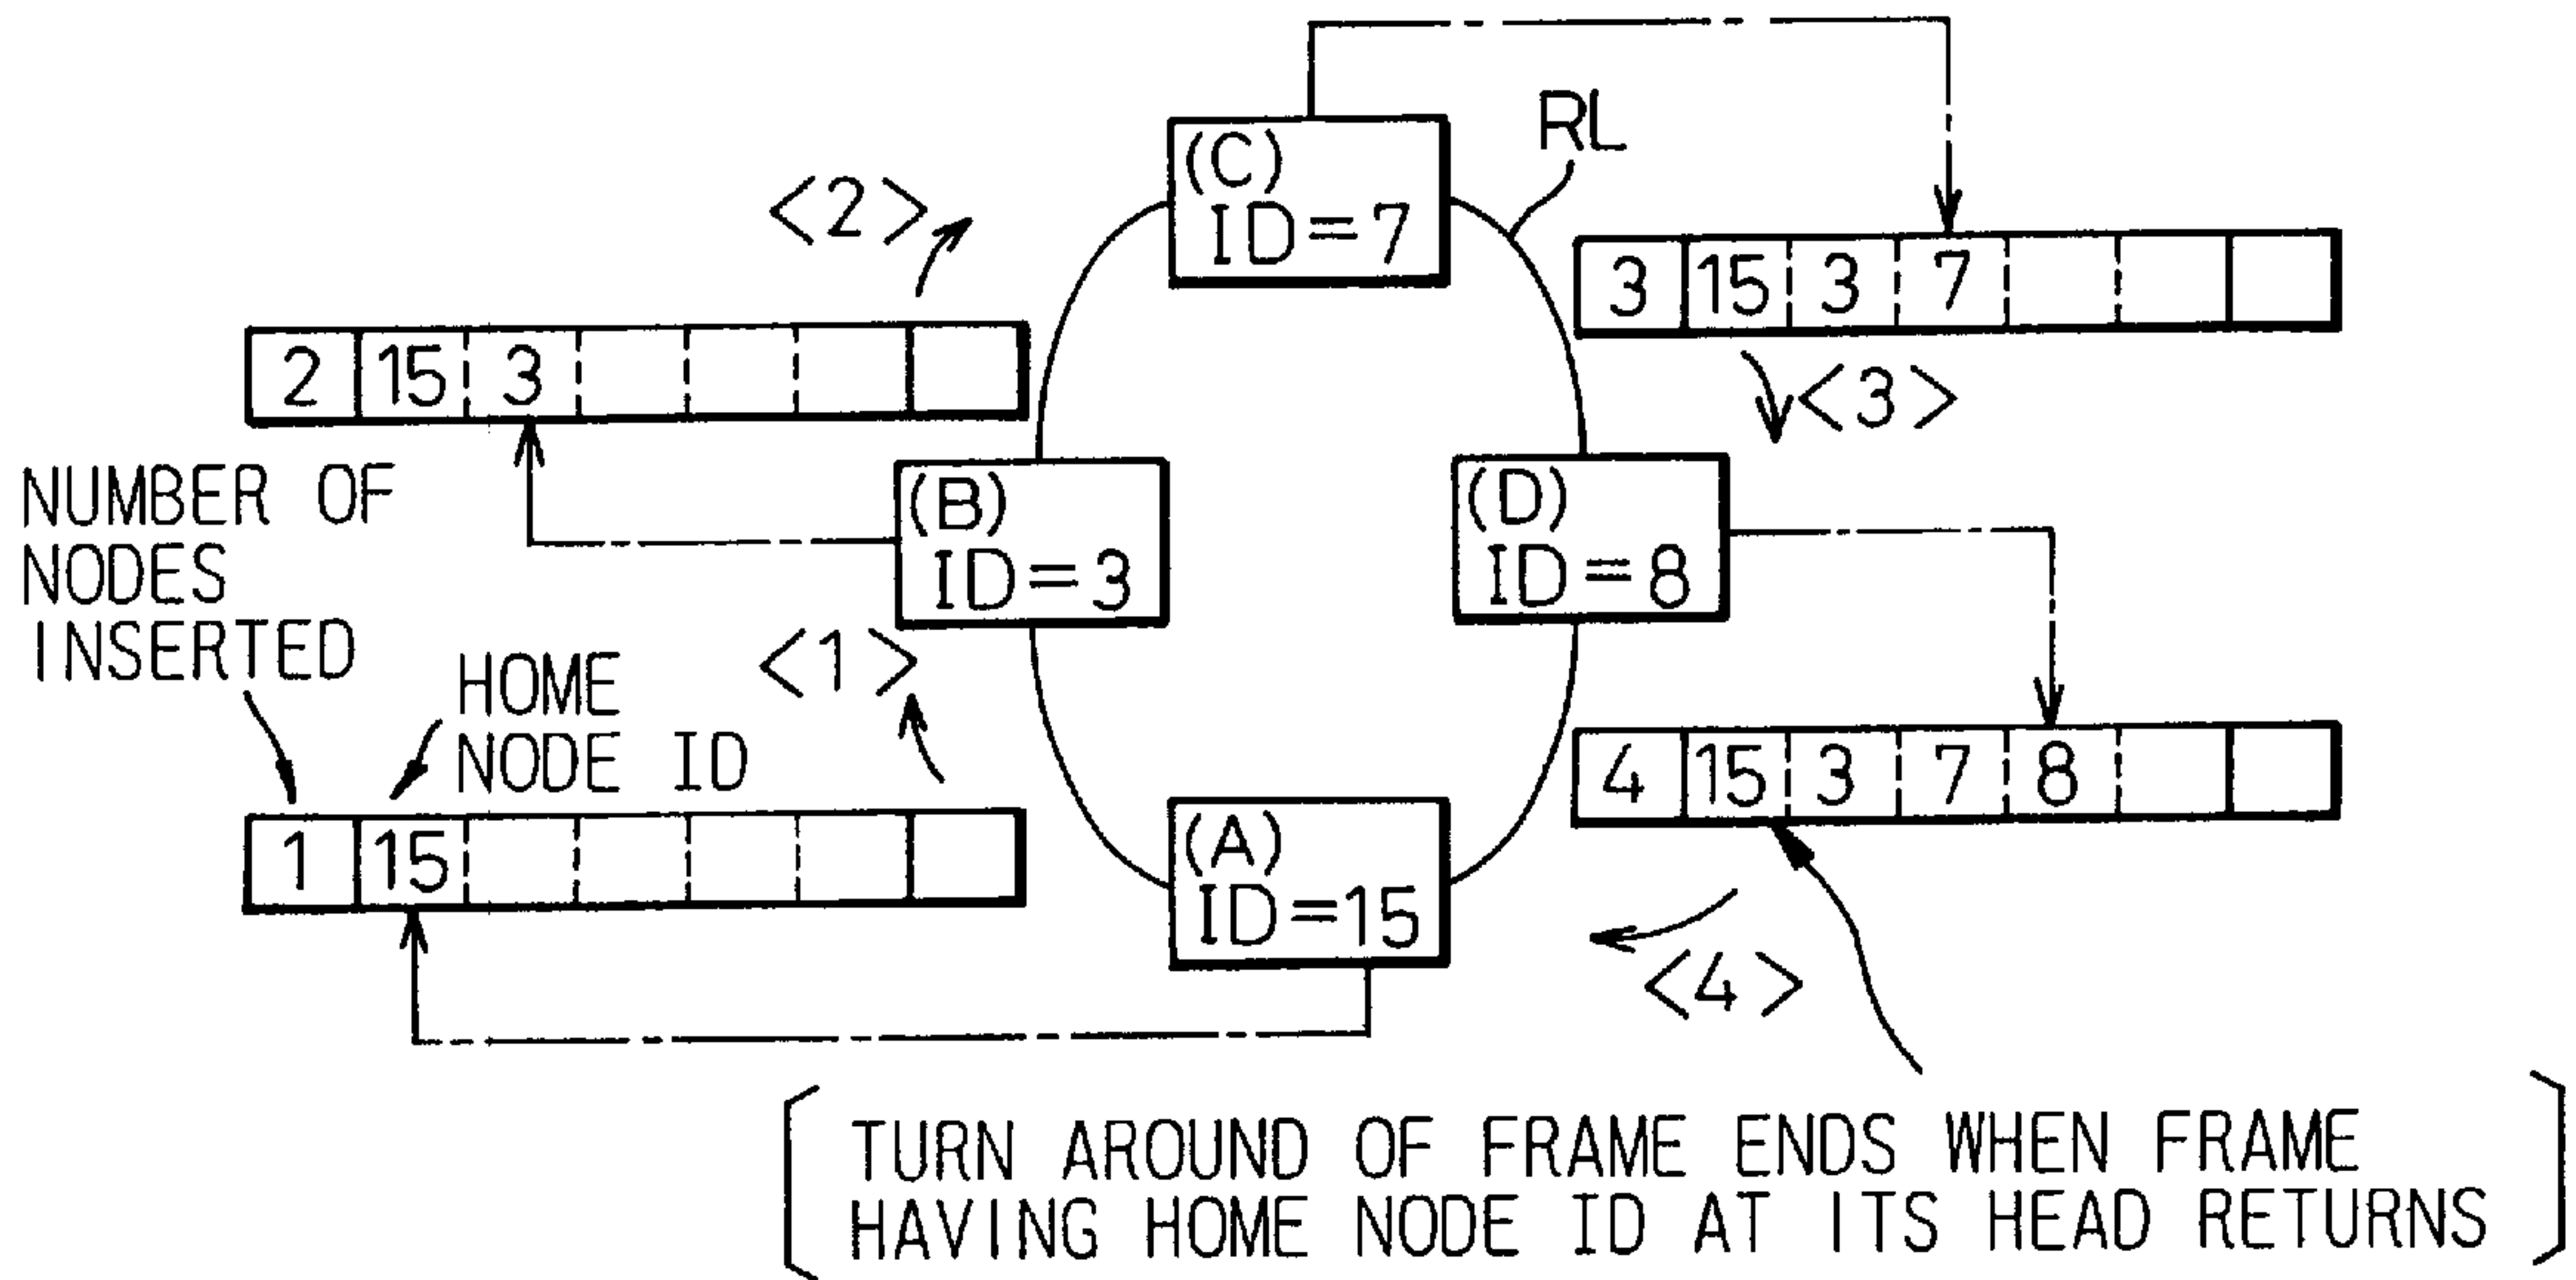 (C)
ID=7
RL
<2>
3 15 3 7
2 15 3
<3>
NUMBER OF
NODES
INSERTED
(B)
ID=3
(D)
ID=8
<1>
HOME
NODE ID
4 15 3 7 8
1 15
(A)
ID=15
<4>
TURN AROUND OF FRAME ENDS WHEN FRAME
HAVING HOME NODE ID AT ITS HEAD RETURNS